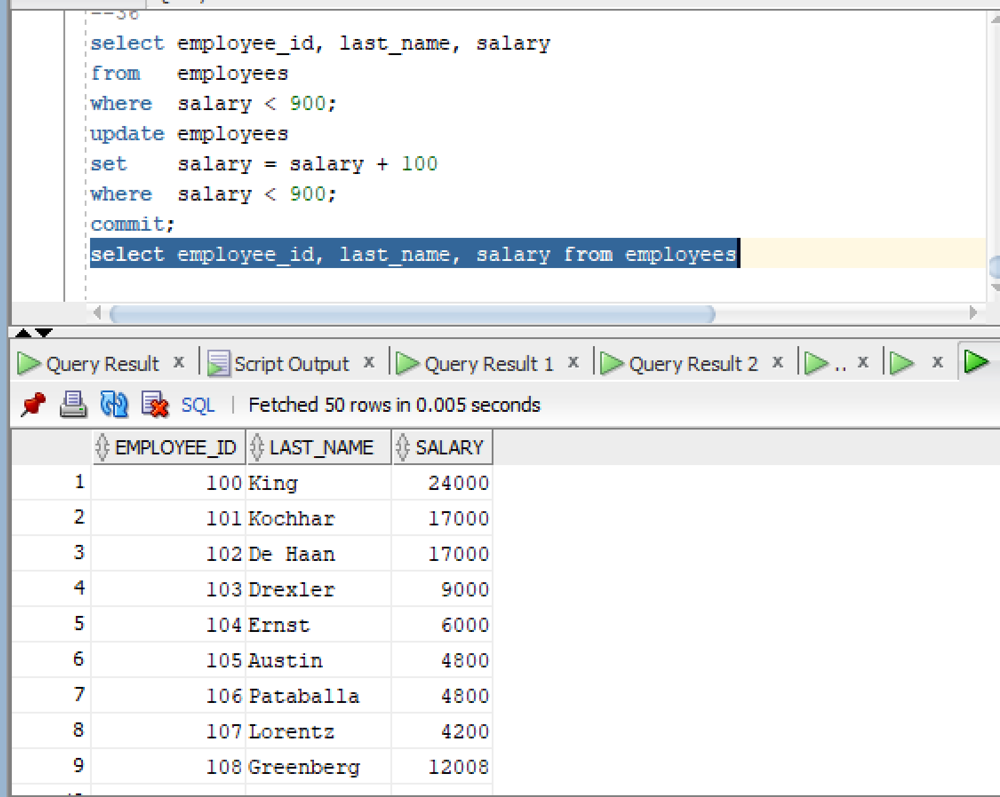 --36
select employee_id, last_name, salary
from   employees
where  salary < 900;
update employees
set    salary = salary + 100
where  salary < 900;
commit;
select employee_id, last_name, salary from employees
Query Result x Script Output x Query Result 1 x Query Result 2 x .. x x
SQL | Fetched 50 rows in 0.005 seconds
EMPLOYEE_ID LAST_NAME SALARY
1 100 King 24000
2 101 Kochhar 17000
3 102 De Haan 17000
4 103 Drexler 9000
5 104 Ernst 6000
6 105 Austin 4800
7 106 Pataballa 4800
8 107 Lorentz 4200
9 108 Greenberg 12008